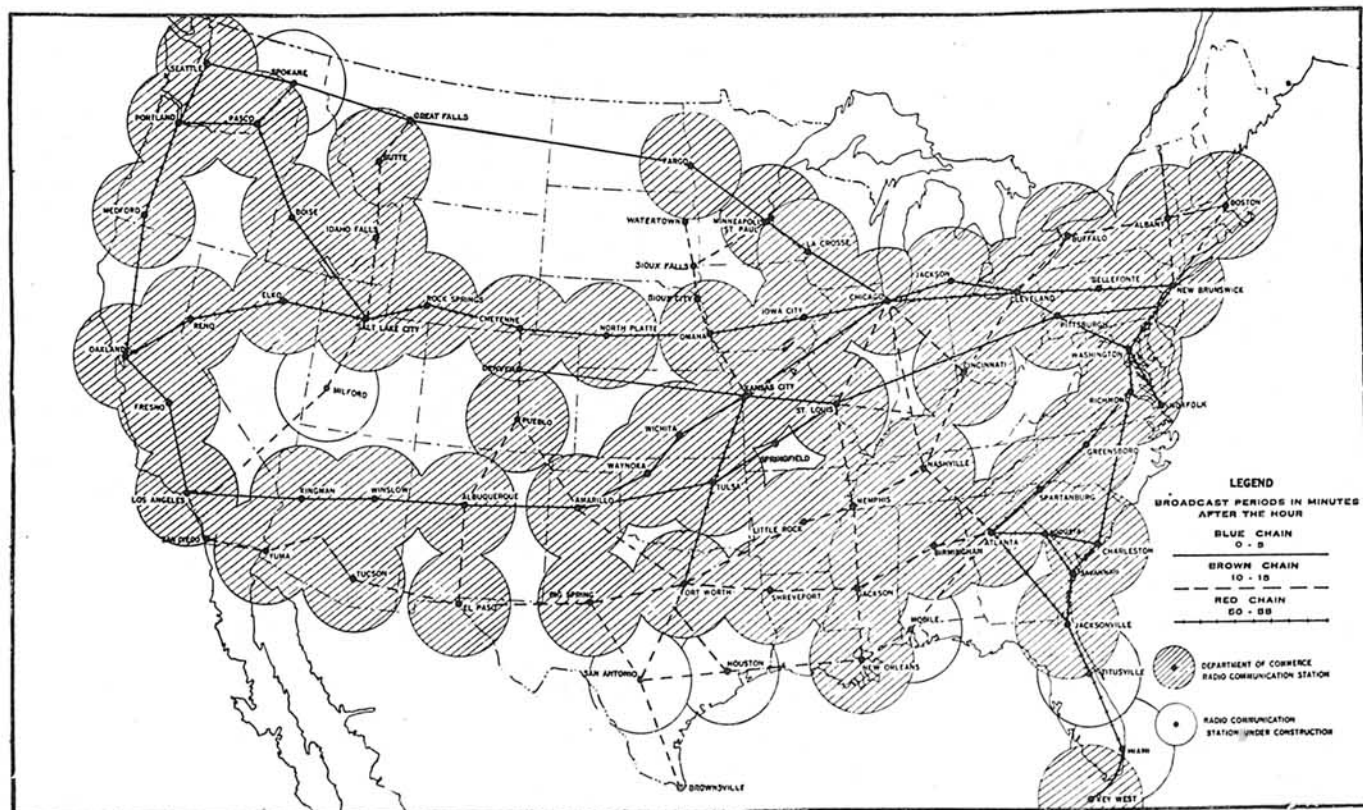 SEATTLE
SPOKANE
PORTLAND
PASCO
GREAT FALLS
BUTTE
FARGO
MEDFORD
BOISE
IDAHO FALLS
WATERTOWN
MINNEAPOLIS
ST PAUL
LA CROSSE
BUFFALO
ALBANY
BOSTON
SIOUX FALLS
SIOUX CITY
ELKO
RENO
SALT LAKE CITY
ROCK SPRINGS
CHEYENNE
NORTH PLATTE
OMAHA
IOWA CITY
CHICAGO
JACKSON
CLEVELAND
BELLEFONTE
NEW BRUNSWICK
PITTSBURGH
OAKLAND
WASHINGTON
DENVER
KANSAS CITY
CINCINNATI
MILFORD
FRESNO
ST. LOUIS
RICHMOND
NORFOLK
PUEBLO
WICHITA
SPRINGFIELD
GREENSBORO
WAYNOKA
NASHVILLE
TULSA
LOS ANGELES
KINGMAN
WINSLOW
ALBUQUERQUE
AMARILLO
MEMPHIS
SPARTANBURG
LITTLE ROCK
SAN DIEGO
YUMA
ATLANTA
AUGUSTA
BIRMINGHAM
CHARLESTON
TUCSON
SAVANNAH
EL PASO
BIG SPRING
FORT WORTH
SHREVEPORT
JACKSON
JACKSONVILLE
MOBILE
NEW ORLEANS
HOUSTON
SAN ANTONIO
TITUSVILLE
MIAMI
BROWNSVILLE
KEY WEST
LEGEND
BROADCAST PERIODS IN MINUTES
AFTER THE HOUR
BLUE CHAIN
BROWN CHAIN
10 - 15
RED CHAIN
DEPARTMENT OF COMMERCE
RADIO COMMUNICATION STATION
RADIO COMMUNICATION
STATION UNDER CONSTRUCTION